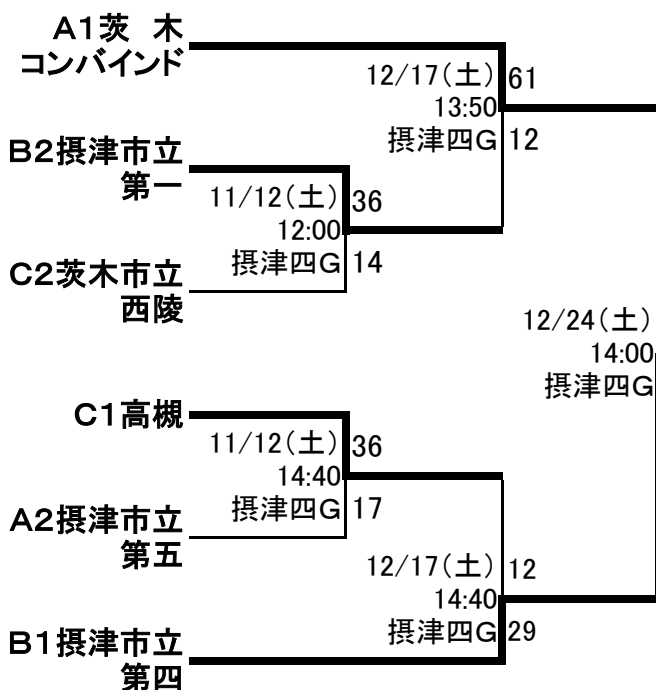 A1茨　木
コンバインド
12/17(土) 61
13:50
摂津四G 12
B2摂津市立
第一
11/12(土) 36
12:00
摂津四G 14
C2茨木市立
西陵
12/24(土)
14:00
摂津四G
C1高槻
11/12(土) 36
14:40
摂津四G 17
A2摂津市立
第五
12/17(土) 12
14:40
摂津四G 29
B1摂津市立
第四